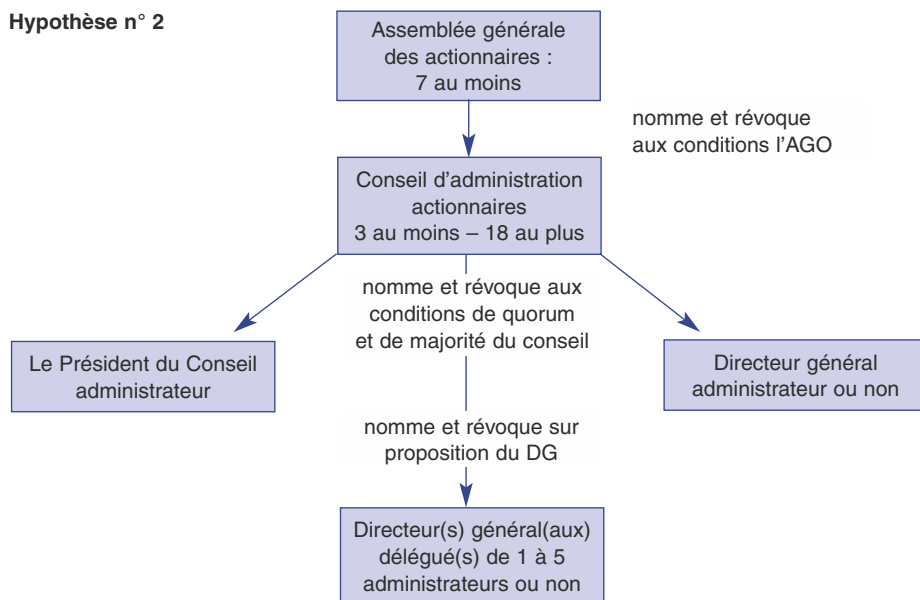 Hypothèse n° 2
Assemblée générale
des actionnaires :
7 au moins
nomme et révoque
aux conditions l'AGO
Conseil d'administration
actionnaires
3 au moins – 18 au plus
nomme et révoque aux
conditions de quorum
et de majorité du conseil
Le Président du Conseil
administrateur
Directeur général
administrateur ou non
nomme et révoque sur
proposition du DG
Directeur(s) général(aux)
délégué(s) de 1 à 5
administrateurs ou non